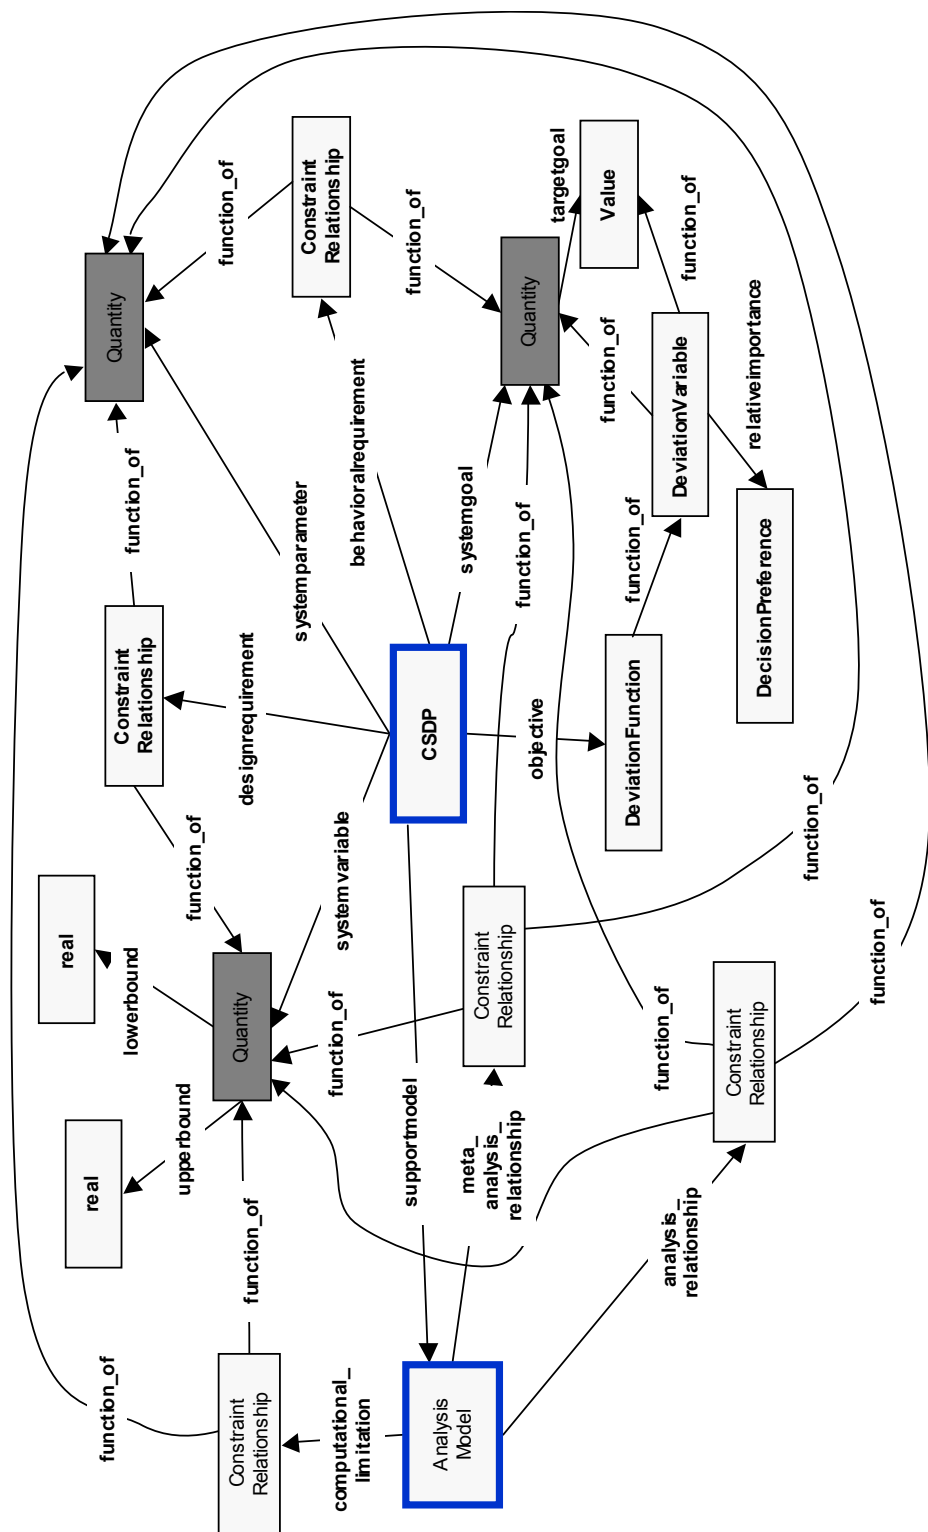 real
upperbound
real
lowerbound
Quantity
function_of
Constraint
Relationship
function_of
function_of
designrequirement
Quantity
function_of
Constraint
Relationship
function_of
function_of
systemparameter
behavioralrequirement
systemvariable
CSDP
systemgoal
Quantity
targetgoal
Value
function_of
function_of
DeviationVariable
relativeimportance
function_of
DecisionPreference
DeviationFunction
objective
function_of
function_of
Constraint
Relationship
function_of
function_of
Constraint
Relationship
function_of
function_of
supportmodel
meta_
analysis_
relationship
analysis_
relationship
Analysis
Model
computational_
limitation
Constraint
Relationship
function_of